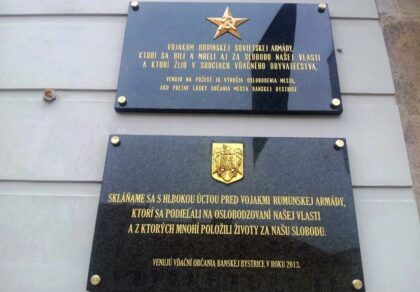 VOJAKOM HRDINSKEJ SOVIETSKEJ ARMÁDY,
KTORÍ SA BILI A MRELI AJ ZA SLOBODU NAŠEJ VLASTI
A KTORÍ ŽIJÚ V SRDCIACH VĎAČNÉHO OBYVATEĽSTVA.
VENUJÚ NA POČESŤ 10. VÝROČIA OSLOBODENIA MESTA,
AKO PREJAV LÁSKY OBČANIA MESTA BANSKEJ BYSTRICE
SKLÁŇAME SA S HLBOKOU ÚCTOU PRED VOJAKMI RUMUNSKEJ ARMÁDY,
KTORÍ SA PODIEĽALI NA OSLOBODZOVANÍ NAŠEJ VLASTI
A Z KTORÝCH MNOHÍ POLOŽILI ŽIVOTY ZA NAŠU SLOBODU.
VENUJÚ VĎAČNÍ OBČANIA BANSKEJ BYSTRICE V ROKU 2013.